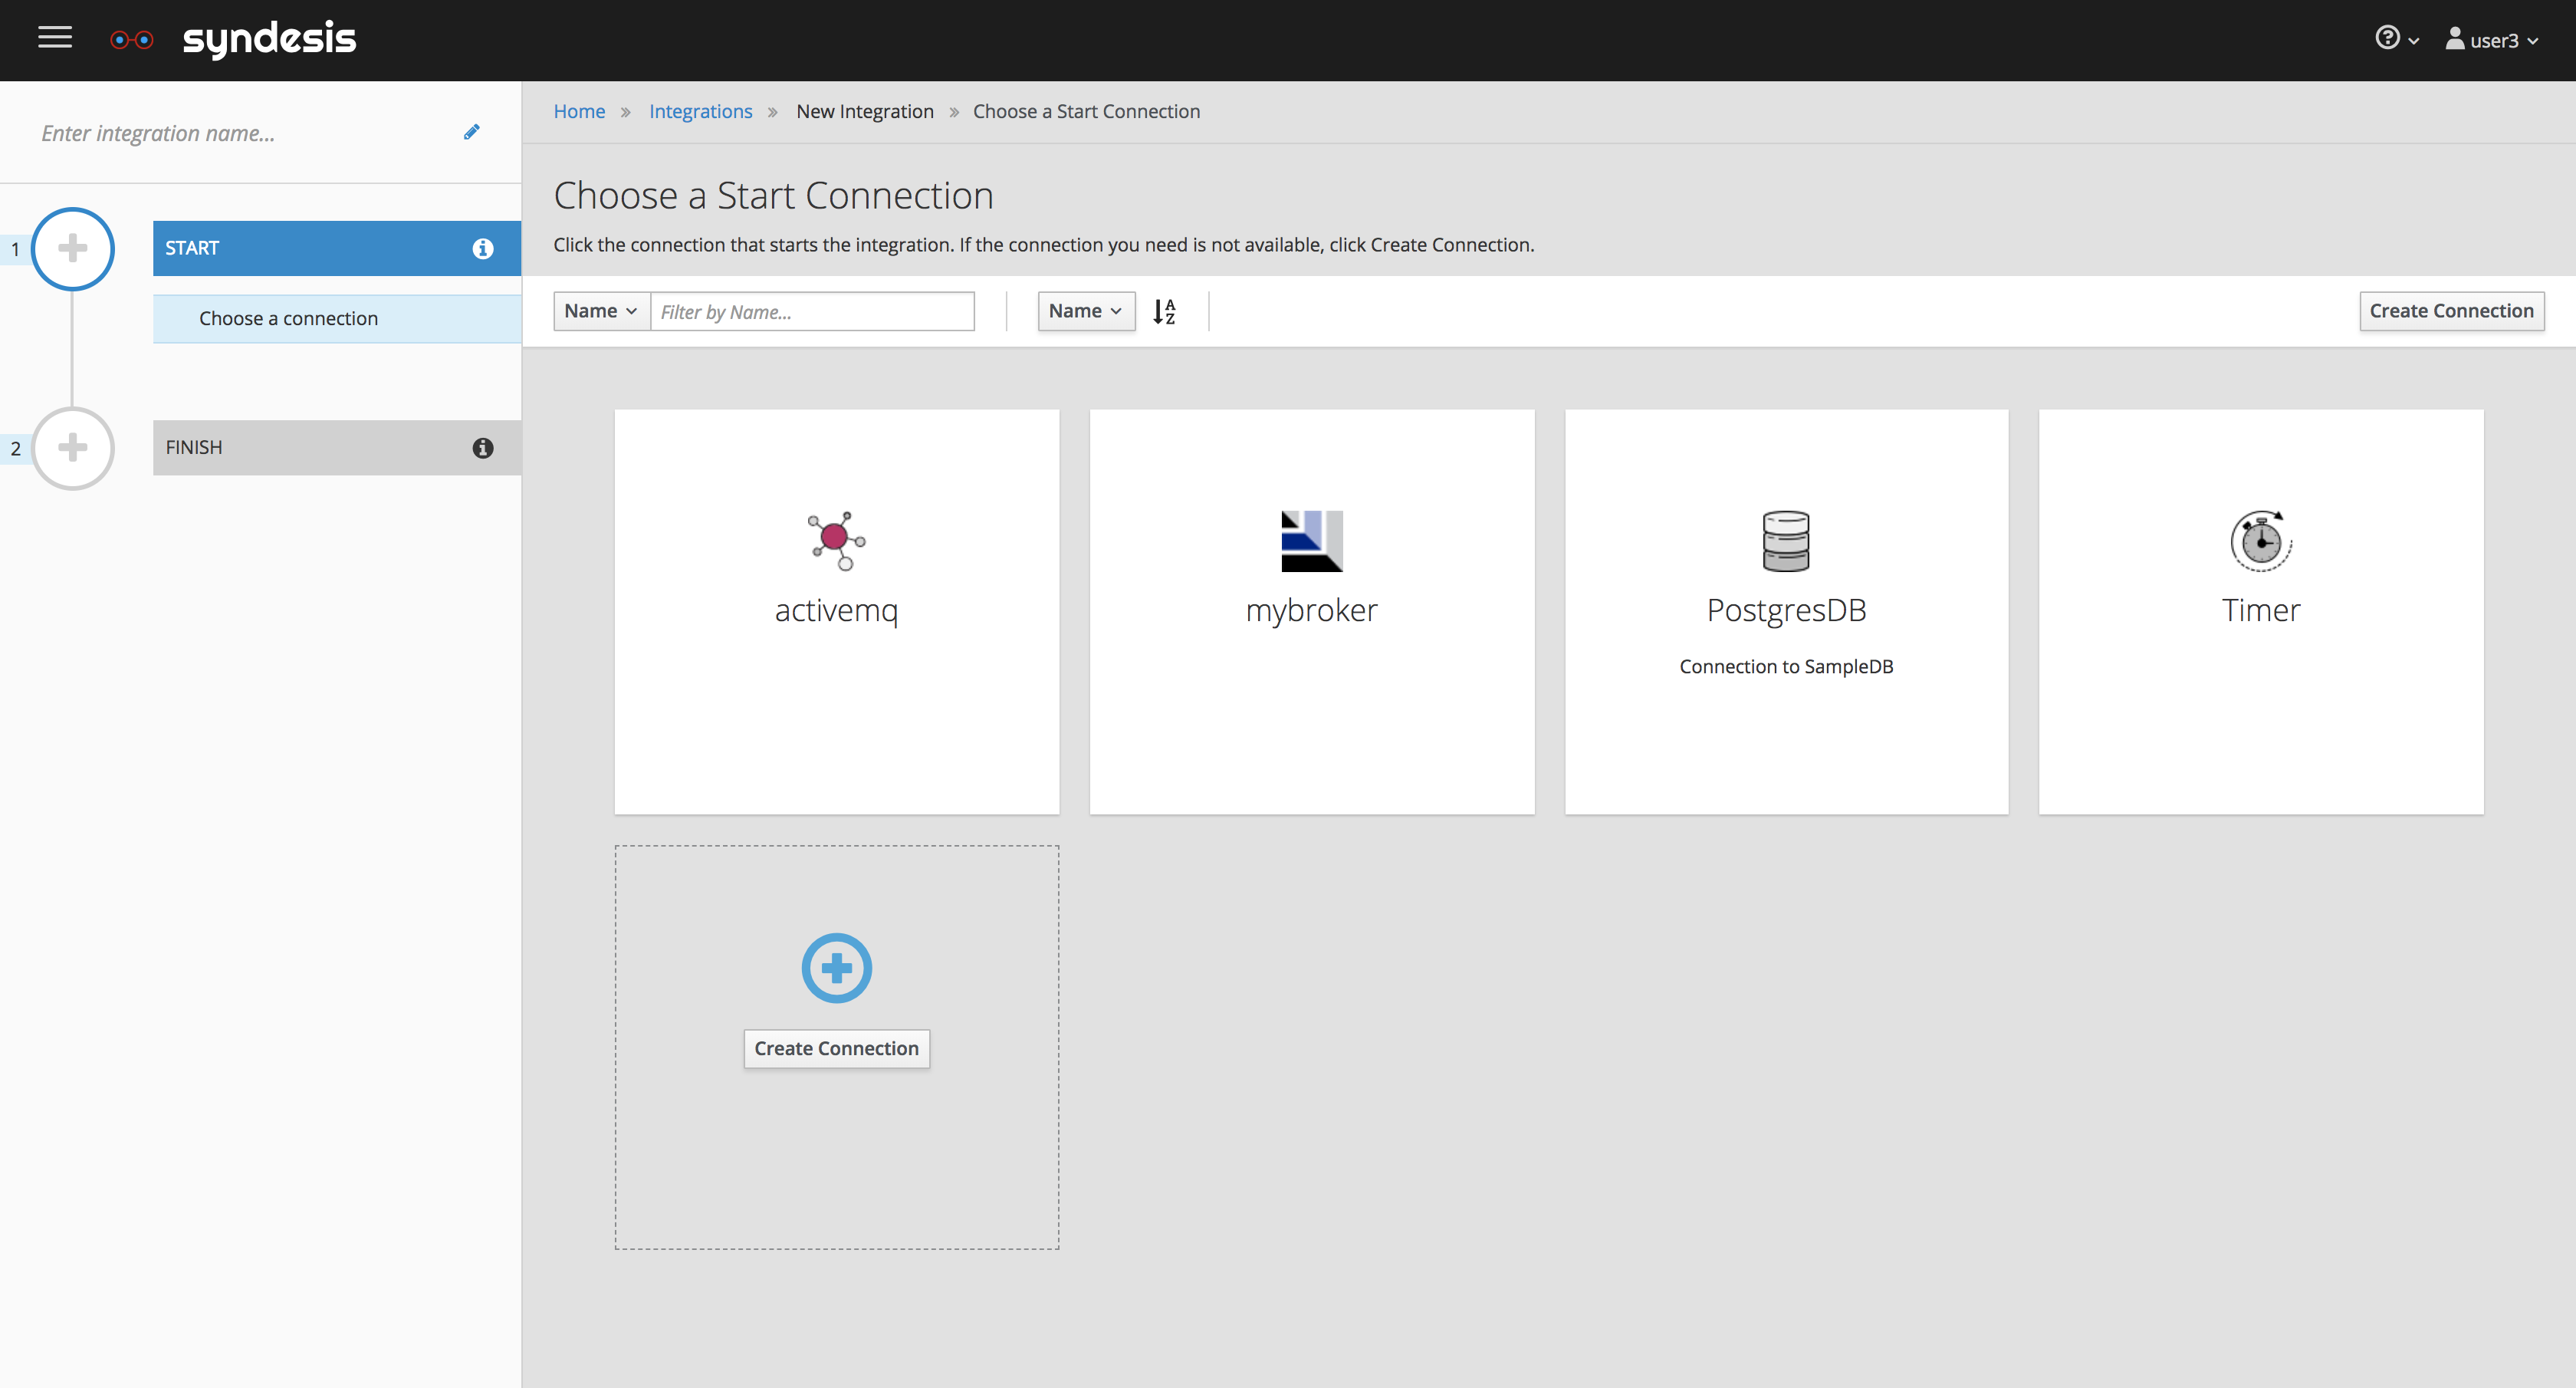 syndesis
user3
Enter integration name...
1
START
Choose a connection
2
FINISH
Home » Integrations » New Integration » Choose a Start Connection
Choose a Start Connection
Click the connection that starts the integration. If the connection you need is not available, click Create Connection.
Name
Filter by Name...
Name
A
Z
Create Connection
activemq
mybroker
PostgresDB
Connection to SampleDB
Timer
Create Connection